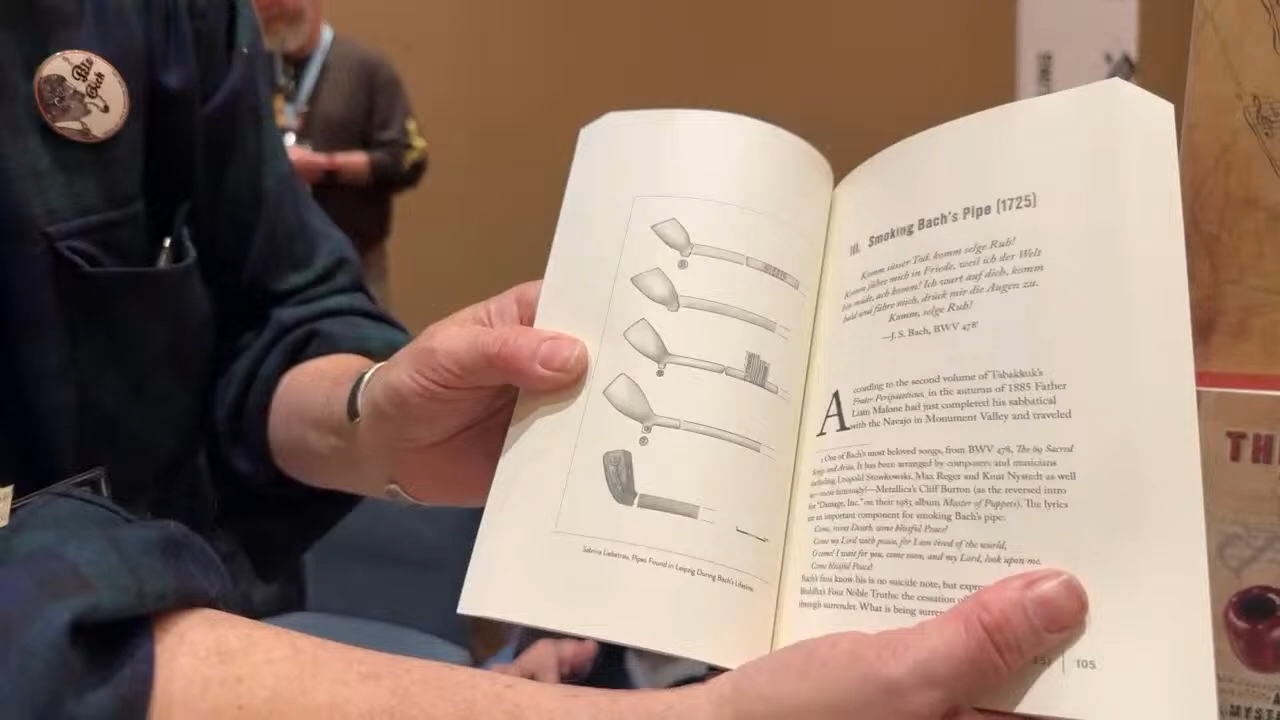 Sabrina Liebetrau, Pipes Found in Leipzig During Bach's Lifetime
III. Smoking Bach's Pipe (1725)
Komm süsser Tod, komm selge Ruh!
Komm führe mich in Friede, weil ich der Welt
bin müde, ach komm! Ich wart auf dich, komm
bald und führe mich, drück mir die Augen zu.
Komm, selge Ruh!
—J. S. Bach, BWV 478¹
Acording to the second volume of Tabakkuk's
Frater Peripateticus, in the autumn of 1885 Father
Liam Malone had just completed his sabbatical
with the Navajo in Monument Valley and traveled
1 One of Bach's most beloved songs, from BWV 478, The 69 Sacred
Songs and Arias. It has been arranged by composers and musicians
including Leopold Stowkowski, Max Reger and Knut Nystedt as well
as—most famously!—Metallica's Cliff Burton (as the reversed intro
for "Damage, Inc." on their 1985 album Master of Puppets). The lyrics
are an important component for smoking Bach's pipe:
Come, sweet Death, come blissful Peace!
Come my Lord with peace, for I am tired of the world,
O come! I wait for you, come soon, and my Lord, look upon me.
Come blissful Peace!
Bach's fans know his is no suicide note, but
Buddha's Four Noble Truths: the cessation
through surrender. What is being
105
TH
MYST